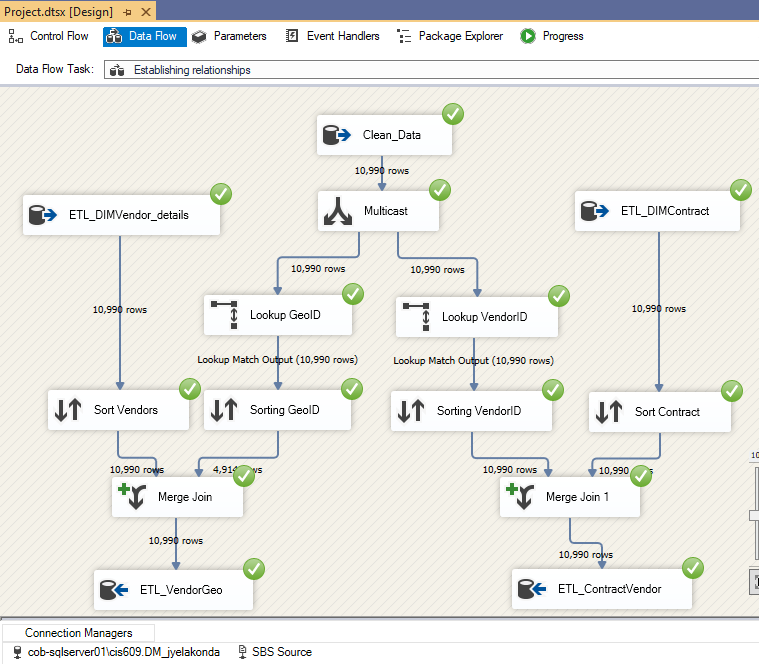 Project.dtsx [Design]
Control Flow Data Flow Parameters Event Handlers Package Explorer Progress
Data Flow Task: Establishing relationships
Clean_Data
10,990 rows
ETL_DIMVendor_details Multicast ETL_DIMContract
10,990 rows 10,990 rows
10,990 rows Lookup GeoID Lookup VendorID 10,990 rows
Lookup Match Output (10,990 rows) Lookup Match Output (10,990 rows)
Sort Vendors Sorting GeoID Sorting VendorID Sort Contract
10,990 rows 4,914 ws 10,990 rows 10,990 s
Merge Join Merge Join 1
10,990 rows 10,990 rows
ETL_VendorGeo ETL_ContractVendor
Connection Managers
cob-sqlserver01\cis609.DM_jyelakonda SBS Source